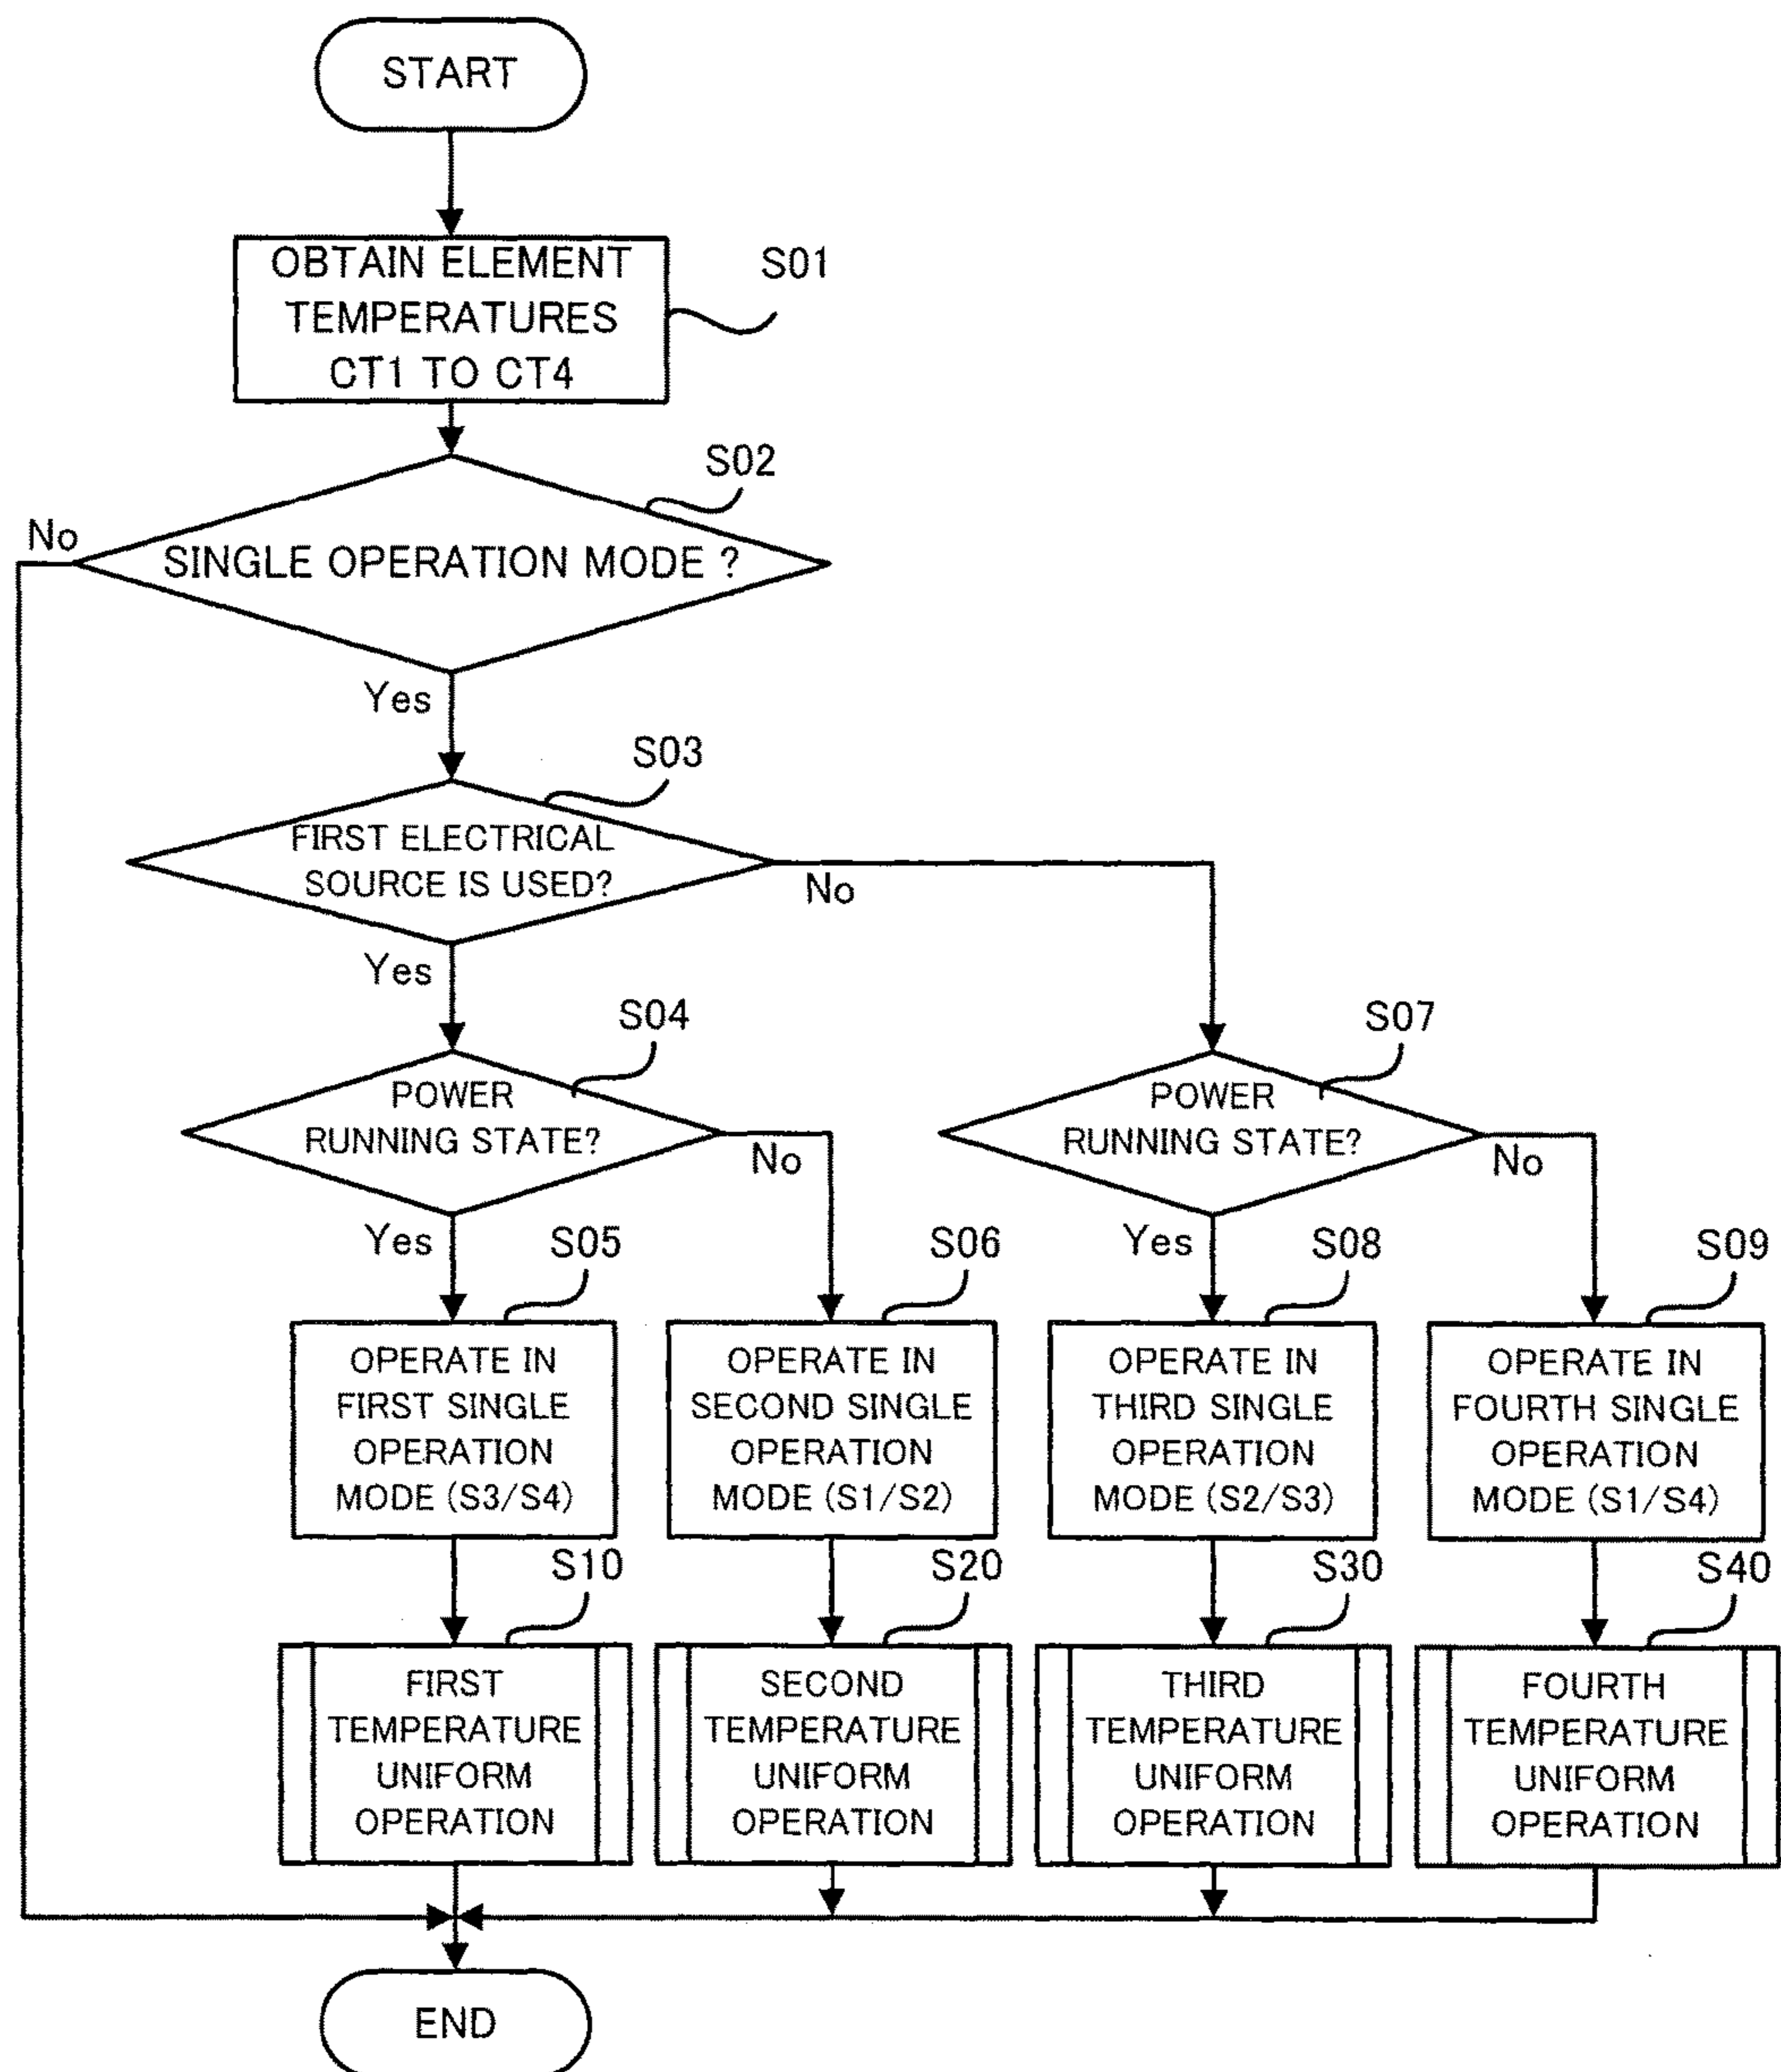 START
OBTAIN ELEMENT
TEMPERATURES
CT1 TO CT4
S01
S02
No
SINGLE OPERATION MODE ?
Yes
S03
FIRST ELECTRICAL
SOURCE IS USED?
No
Yes
S04
POWER
RUNNING STATE?
No
Yes
S07
POWER
RUNNING STATE?
No
Yes
S05
OPERATE IN
FIRST SINGLE
OPERATION
MODE (S3/S4)
S06
OPERATE IN
SECOND SINGLE
OPERATION
MODE (S1/S2)
S08
OPERATE IN
THIRD SINGLE
OPERATION
MODE (S2/S3)
S09
OPERATE IN
FOURTH SINGLE
OPERATION
MODE (S1/S4)
S10
FIRST
TEMPERATURE
UNIFORM
OPERATION
S20
SECOND
TEMPERATURE
UNIFORM
OPERATION
S30
THIRD
TEMPERATURE
UNIFORM
OPERATION
S40
FOURTH
TEMPERATURE
UNIFORM
OPERATION
END